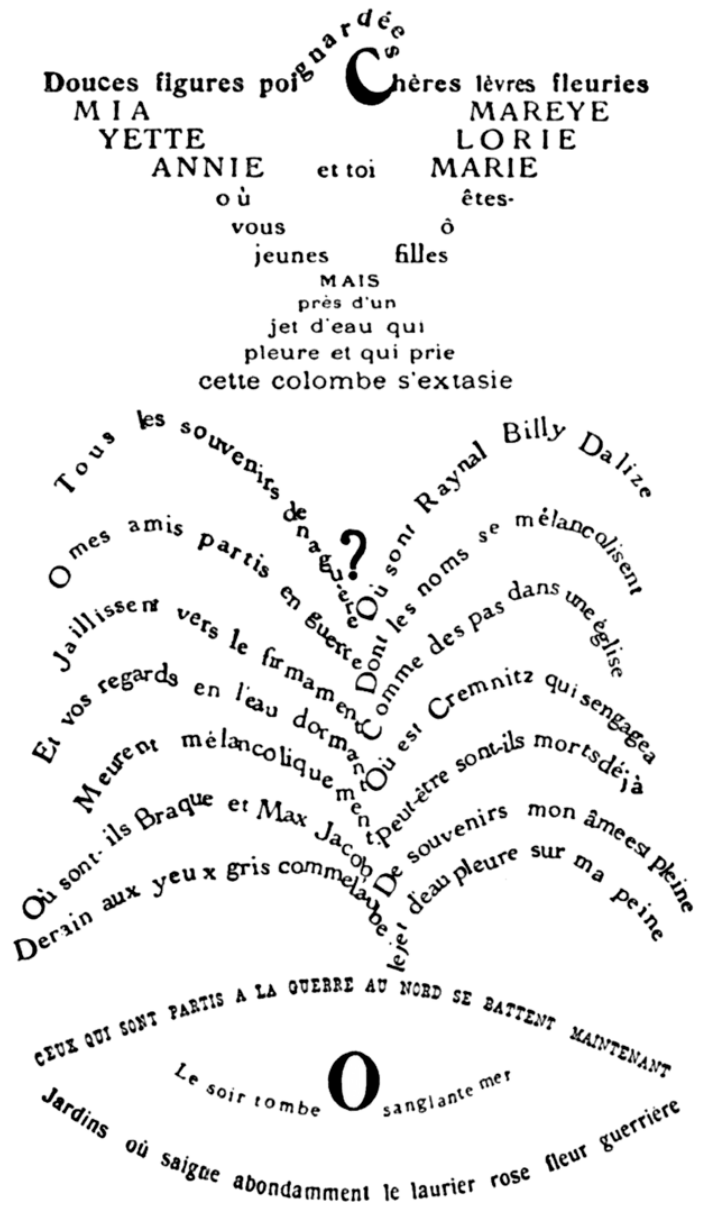 Douces figures poignardées Chères lèvres fleuries
MIA MAREYE
YETTE LORIE
ANNIE et toi MARIE
où êtes-
vous ô
jeunes filles
MAIS
près d'un
jet d'eau qui
pleure et qui prie
cette colombe s'extasie
Tous les souvenirs de naguère
O mes amis partis en guerre
Jaillissent vers le firmament
Et vos regards en l'eau dormant
Meurent mélancoliquement
Où sont-ils Braque et Max Jacob
Derain aux yeux gris comme l'aube
?
Où sont Raynal Billy Dalize
Dont les noms se mélancolisent
Comme des pas dans une église
Où est Cremnitz qui s'engagea
Peut-être sont-ils morts déjà
De souvenirs mon âme est pleine
Le jet d'eau pleure sur ma peine
CEUX QUI SONT PARTIS A LA GUERRE AU NORD SE BATTENT MAINTENANT
Le soir tombe O sanglante mer
Jardins où saigne abondamment le laurier rose fleur guerrière